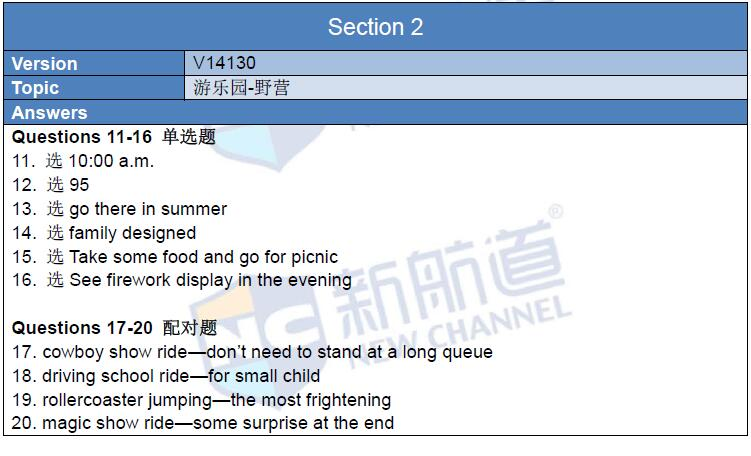 Section 2
Version V14130
Topic 游乐园-野营
Answers
Questions 11-16 单选题
11. 选 10:00 a.m.
12. 选 95
13. 选 go there in summer
14. 选 family designed
15. 选 Take some food and go for picnic
16. 选 See firework display in the evening
Questions 17-20 配对题
17. cowboy show ride—don't need to stand at a long queue
18. driving school ride—for small child
19. rollercoaster jumping—the most frightening
20. magic show ride—some surprise at the end
新航道®
NEW CHANNEL